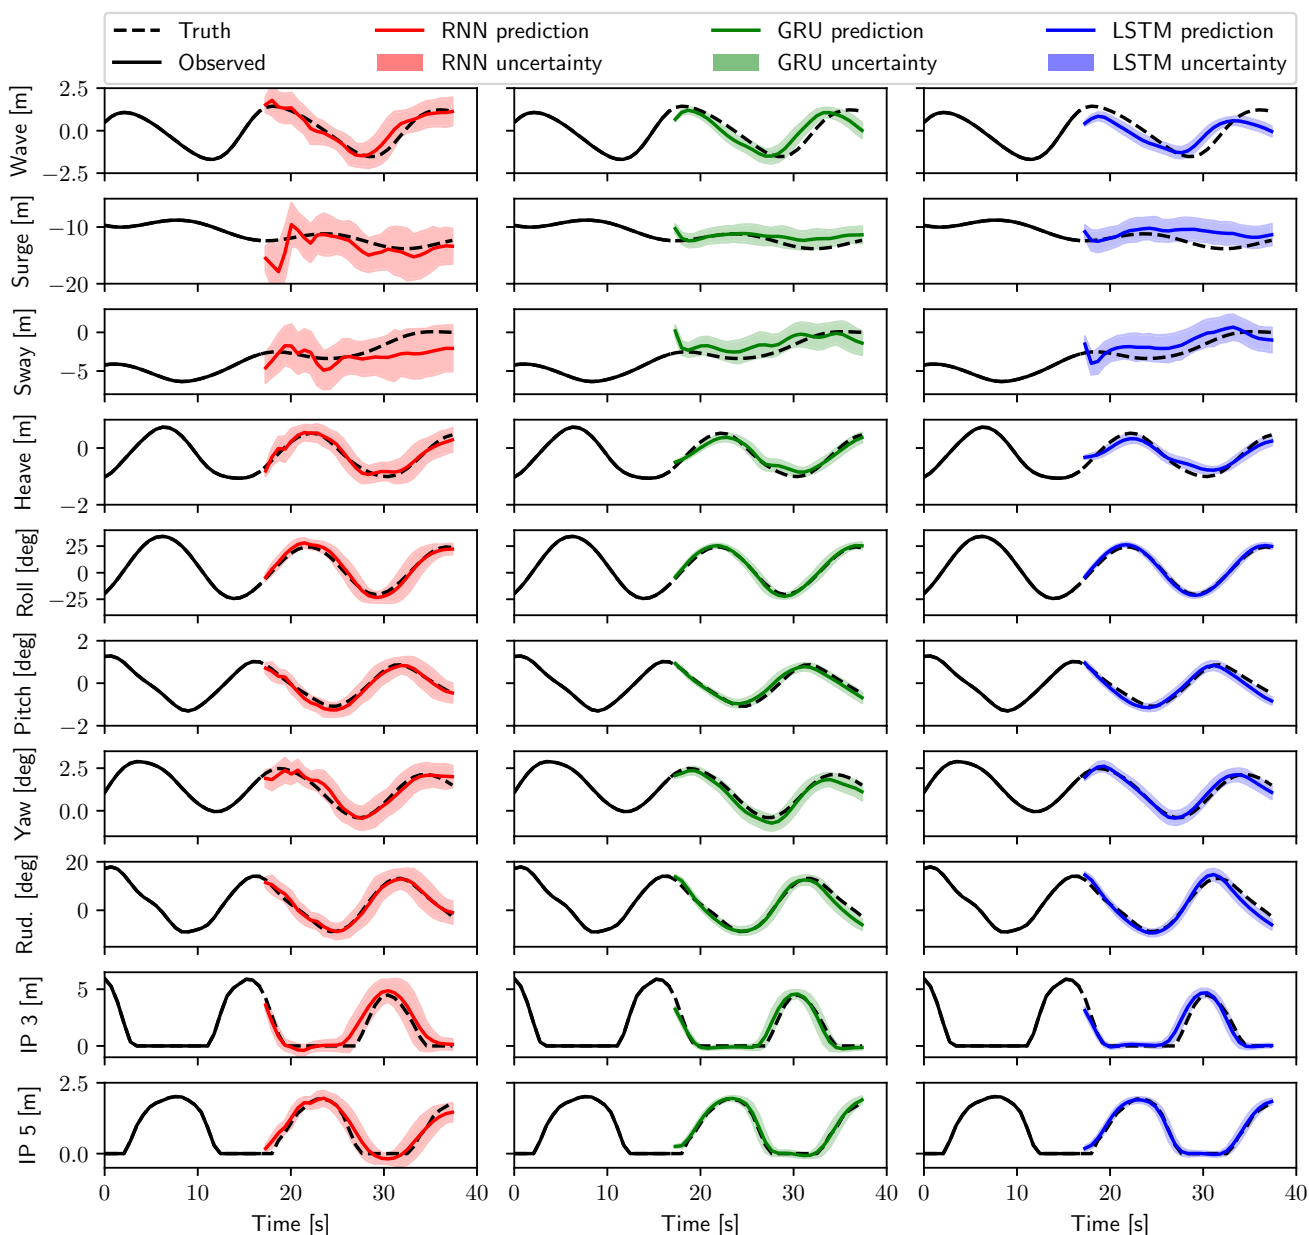 Truth RNN prediction GRU prediction LSTM prediction
Observed RNN uncertainty GRU uncertainty LSTM uncertainty
Wave [m]
2.5
0.0
−2.5
Surge [m]
−10
−20
Sway [m]
0
−5
Heave [m]
0
−2
Roll [deg]
25
0
−25
Pitch [deg]
2
0
−2
Yaw [deg]
2.5
0.0
Rud. [deg]
20
0
IP 3 [m]
5
0
IP 5 [m]
2.5
0.0
0 10 20 30 40 0 10 20 30 40 0 10 20 30 40
Time [s] Time [s] Time [s]